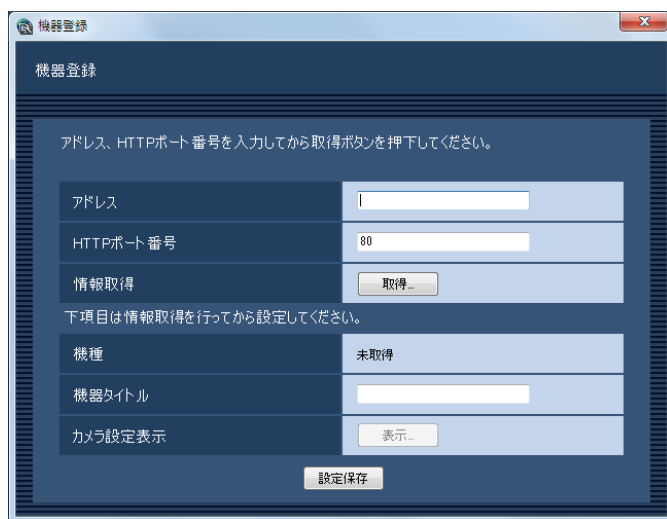 機器登録
機器登録
アドレス、HTTPポート番号を入力してから取得ボタンを押下してください。
アドレス
HTTPポート番号 80
情報取得 取得...
下項目は情報取得を行ってから設定してください。
機種 未取得
機器タイトル
カメラ設定表示 表示...
設定保存